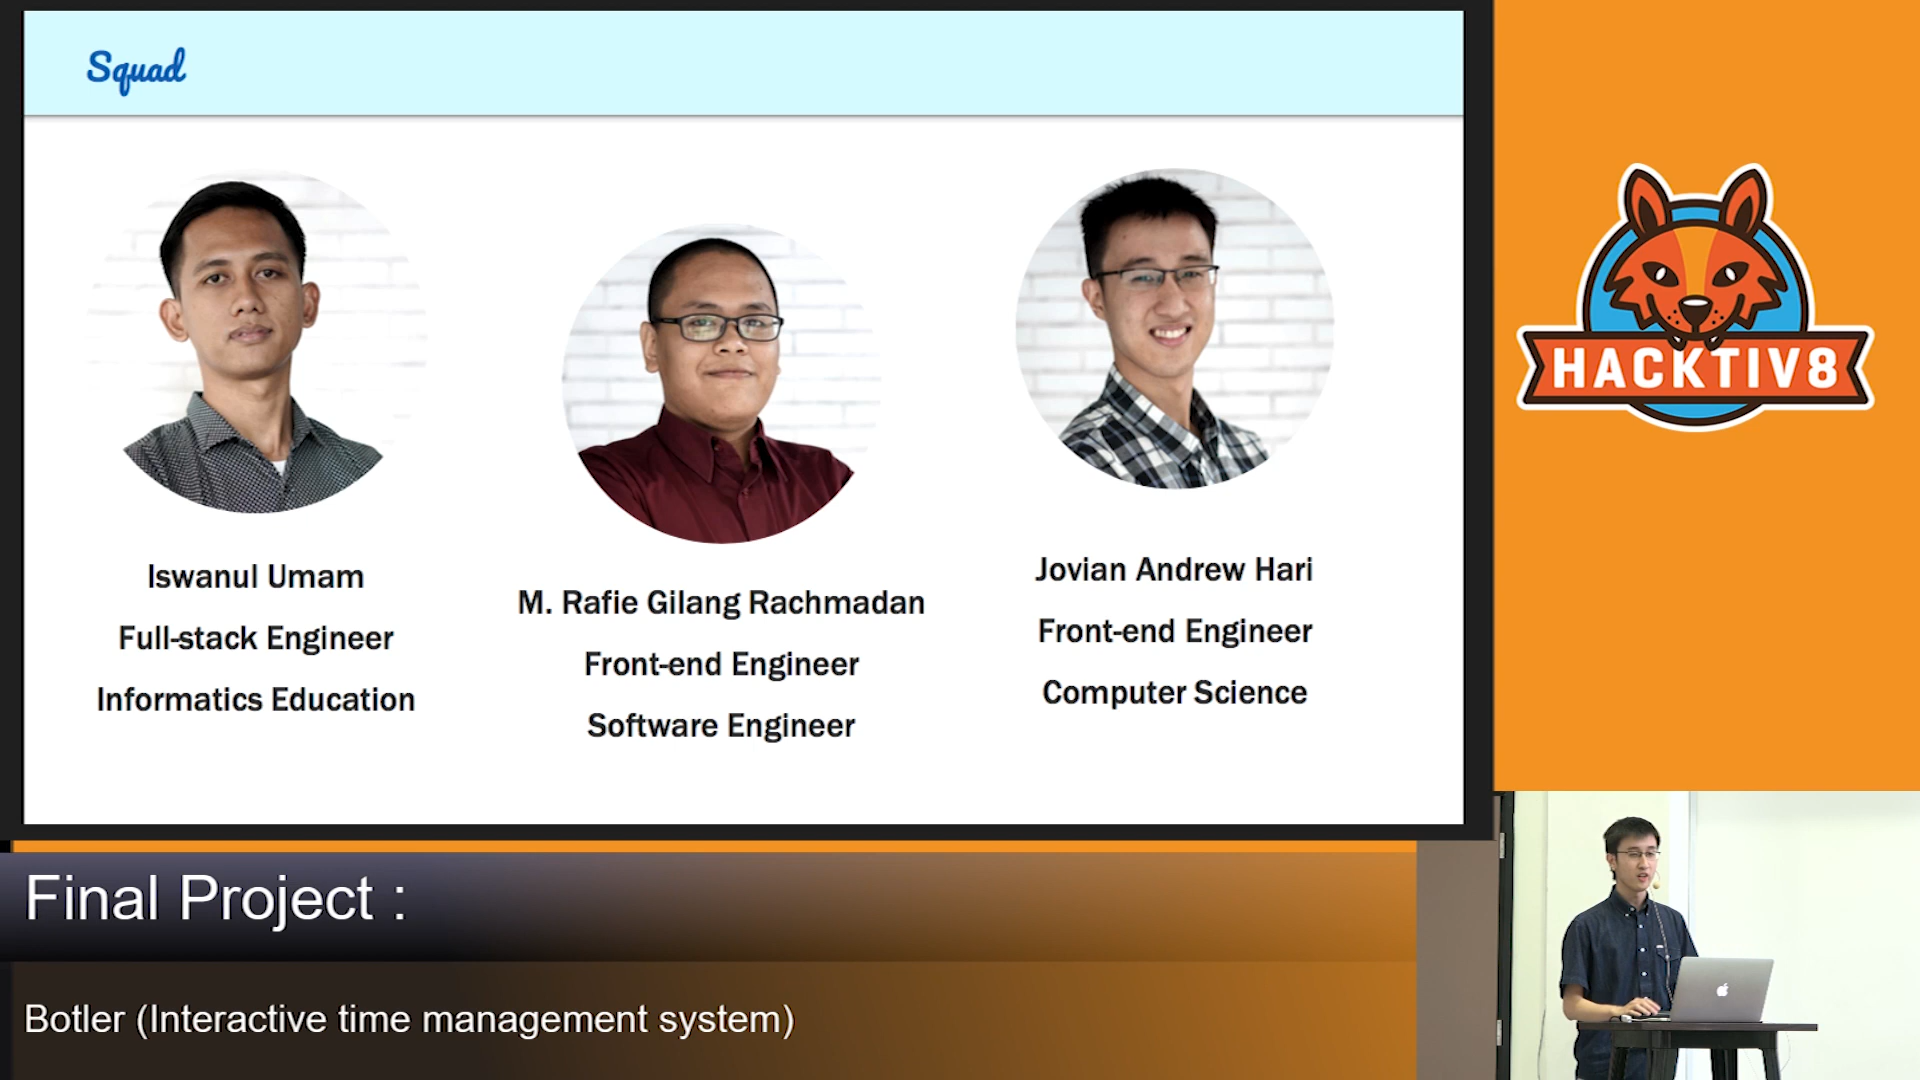 Squad
Iswanul Umam
Full-stack Engineer
Informatics Education
M. Rafie Gilang Rachmadan
Front-end Engineer
Software Engineer
Jovian Andrew Hari
Front-end Engineer
Computer Science
HACKTIV8
Final Project :
Botler (Interactive time management system)